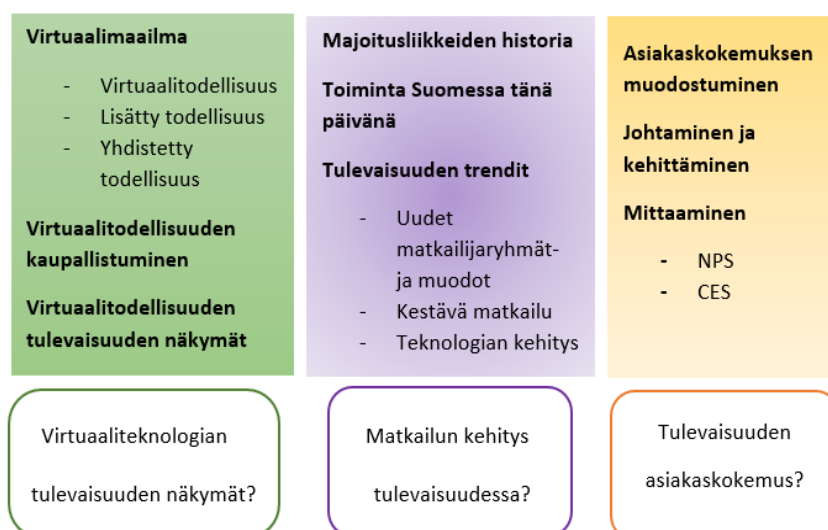 Virtuaalimaailma
- Virtuaalitodellisuus
- Lisätty todellisuus
- Yhdistetty
todellisuus
Virtuaalitodellisuuden
kaupallistuminen
Virtuaalitodellisuuden
tulevaisuuden näkymät
Majoitusliikkeiden historia
Toiminta Suomessa tänä
päivänä
Tulevaisuuden trendit
- Uudet
matkailijaryhmät-
ja muodot
- Kestävä matkailu
- Teknologian kehitys
Asiakaskokemuksen
muodostuminen
Johtaminen ja
kehittäminen
Mittaaminen
- NPS
- CES
Virtuaaliteknologian
tulevaisuuden näkymät?
Matkailun kehitys
tulevaisuudessa?
Tulevaisuuden
asiakaskokemus?